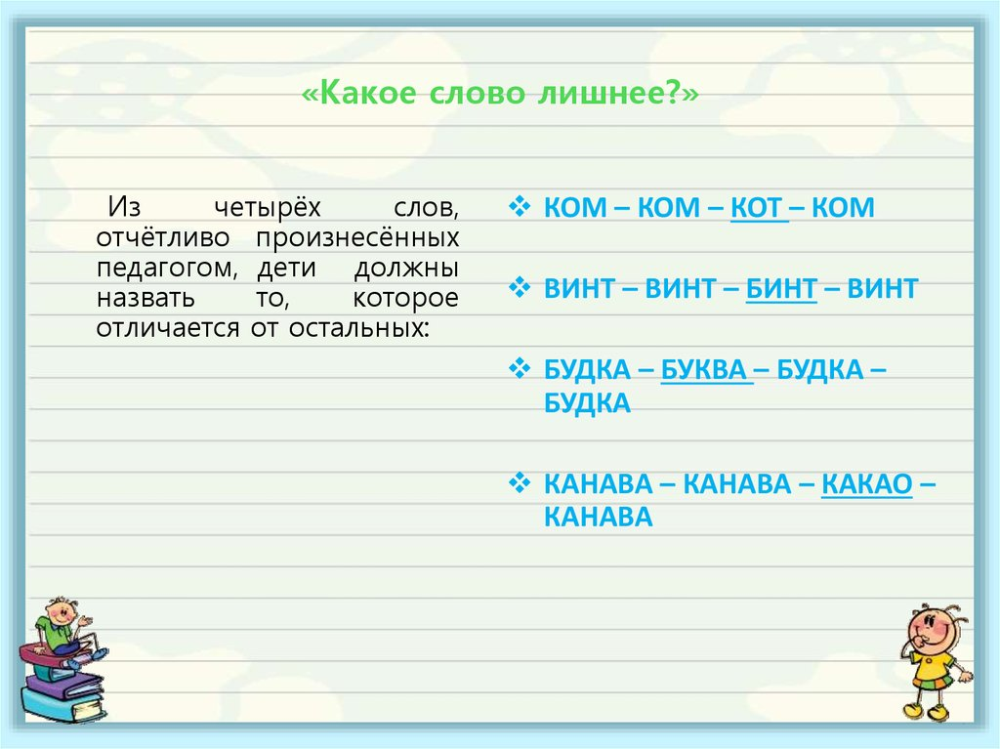 «Какое слово лишнее?»
Из четырёх слов,
отчётливо произнесённых
педагогом, дети должны
назвать то, которое
отличается от остальных:
❖ КОМ – КОМ – КОТ – КОМ
❖ ВИНТ – ВИНТ – БИНТ – ВИНТ
❖ БУДКА – БУКВА – БУДКА –
БУДКА
❖ КАНАВА – КАНАВА – КАКАО –
КАНАВА